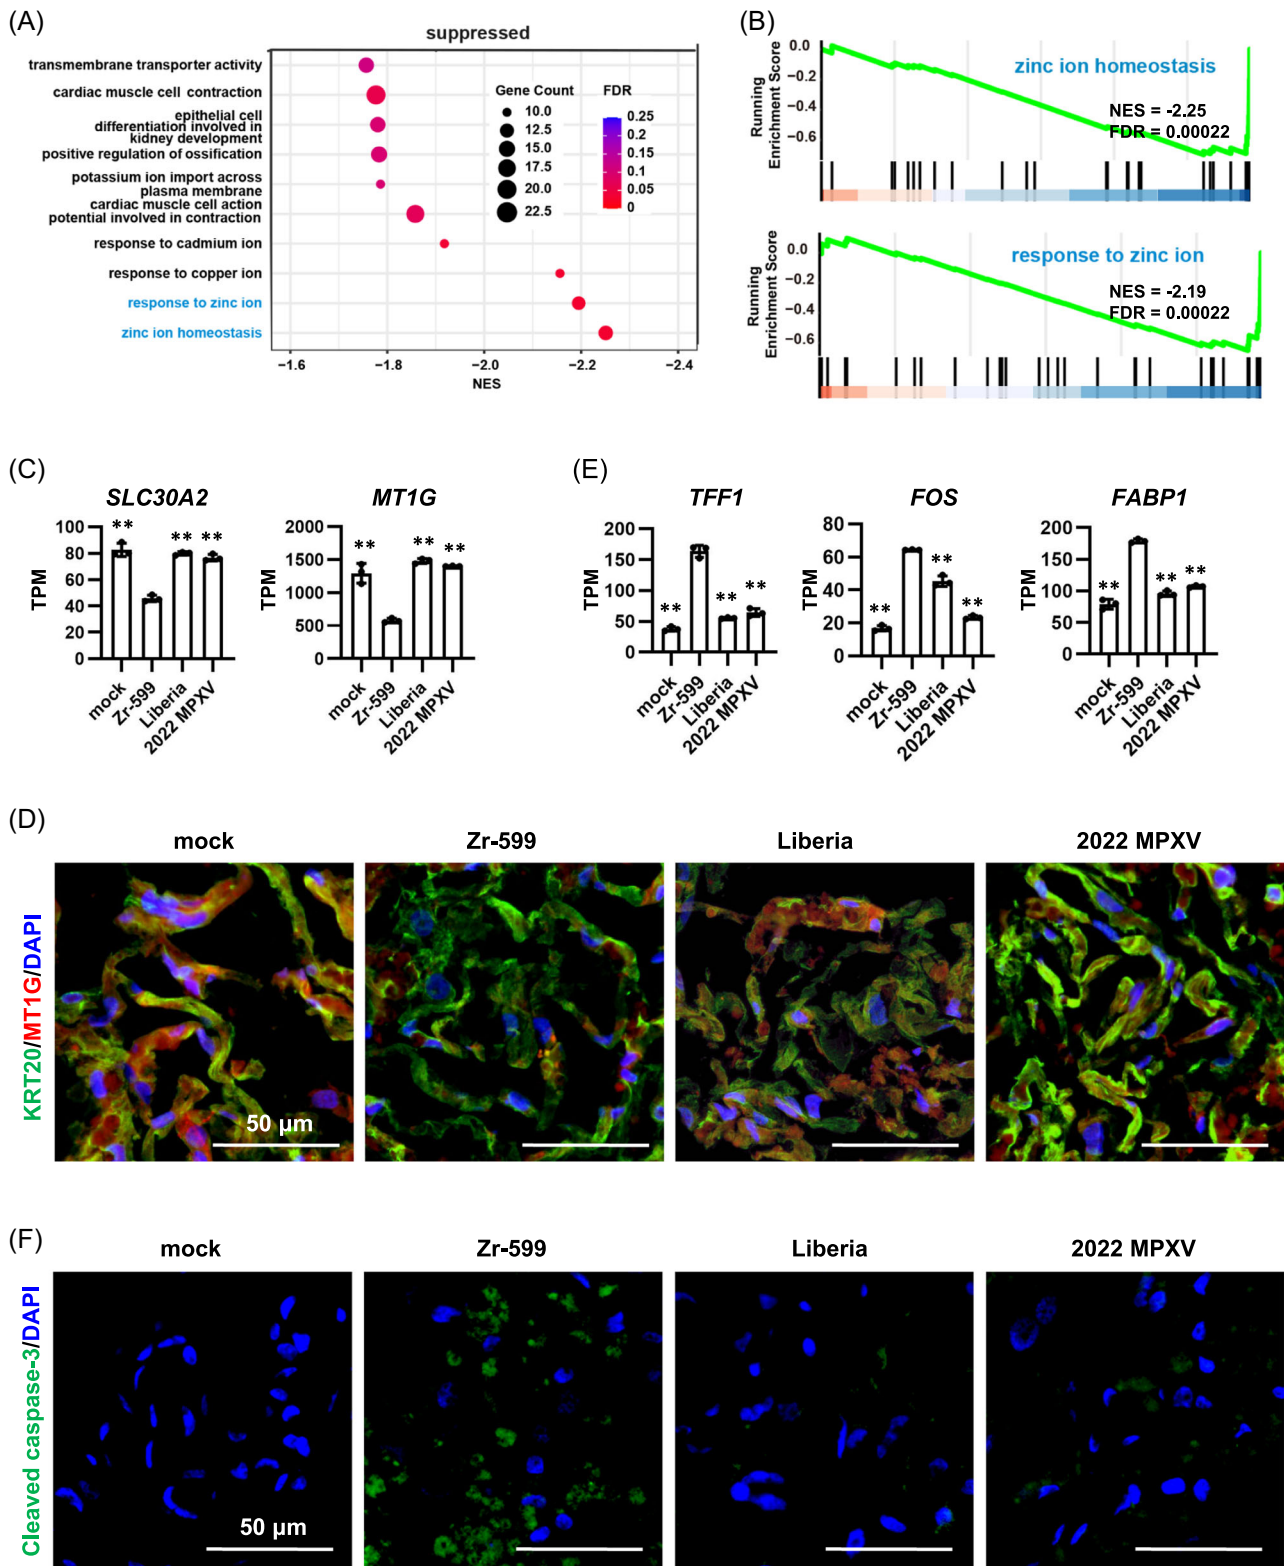 (A)
suppressed
transmembrane transporter activity
cardiac muscle cell contraction
epithelial cell
differentiation involved in
kidney development
positive regulation of ossification
potassium ion import across
plasma membrane
cardiac muscle cell action
potential involved in contraction
response to cadmium ion
response to copper ion
response to zinc ion
zinc ion homeostasis
Gene Count
10.0
12.5
15.0
17.5
20.0
22.5
FDR
0.25
0.2
0.15
0.1
0.05
0
−1.6
−1.8
−2.0
−2.2
−2.4
NES
(B)
Running
Enrichment Score
0.0
−0.2
−0.4
−0.6
zinc ion homeostasis
NES = -2.25
FDR = 0.00022
Running
Enrichment Score
0.0
−0.2
−0.4
−0.6
response to zinc ion
NES = -2.19
FDR = 0.00022
(C)
SLC30A2
TPM
100
80
60
40
20
0
**
** **
mock
Zr-599
Liberia
2022 MPXV
MT1G
TPM
2000
1500
1000
500
0
**
** **
mock
Zr-599
Liberia
2022 MPXV
(E)
TFF1
TPM
200
150
100
50
0
**
** **
mock
Zr-599
Liberia
2022 MPXV
FOS
TPM
80
60
40
20
0
**
**
**
mock
Zr-599
Liberia
2022 MPXV
FABP1
TPM
200
150
100
50
0
**
** **
mock
Zr-599
Liberia
2022 MPXV
(D)
mock
Zr-599
Liberia
2022 MPXV
KRT20/MT1G/DAPI
50 μm
(F)
mock
Zr-599
Liberia
2022 MPXV
Cleaved caspase-3/DAPI
50 μm